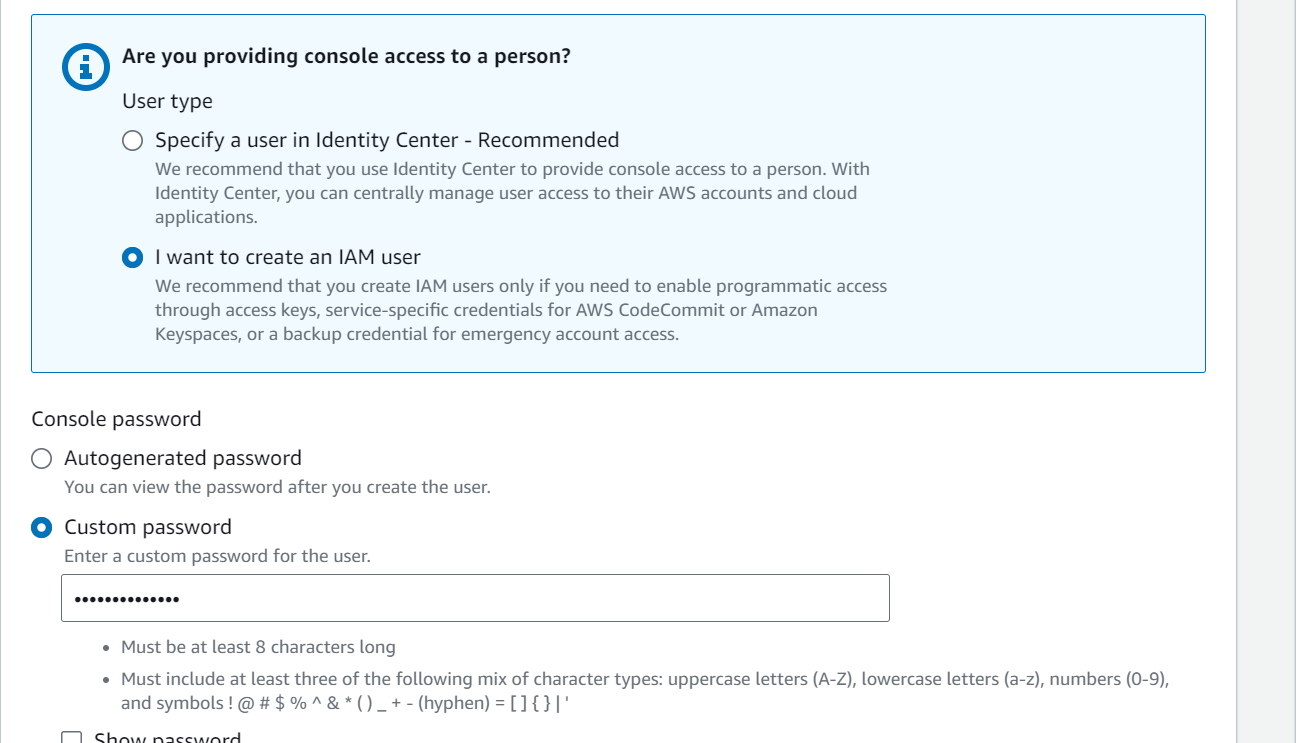 Are you providing console access to a person?
User type
Specify a user in Identity Center - Recommended
We recommend that you use Identity Center to provide console access to a person. With
Identity Center, you can centrally manage user access to their AWS accounts and cloud
applications.
I want to create an IAM user
We recommend that you create IAM users only if you need to enable programmatic access
through access keys, service-specific credentials for AWS CodeCommit or Amazon
Keyspaces, or a backup credential for emergency account access.
Console password
Autogenerated password
You can view the password after you create the user.
Custom password
Enter a custom password for the user.
••••••••••••••
• Must be at least 8 characters long
• Must include at least three of the following mix of character types: uppercase letters (A-Z), lowercase letters (a-z), numbers (0-9),
and symbols ! @ # $ % ^ & * ( ) _ + - (hyphen) = [ ] { } | '
Show password